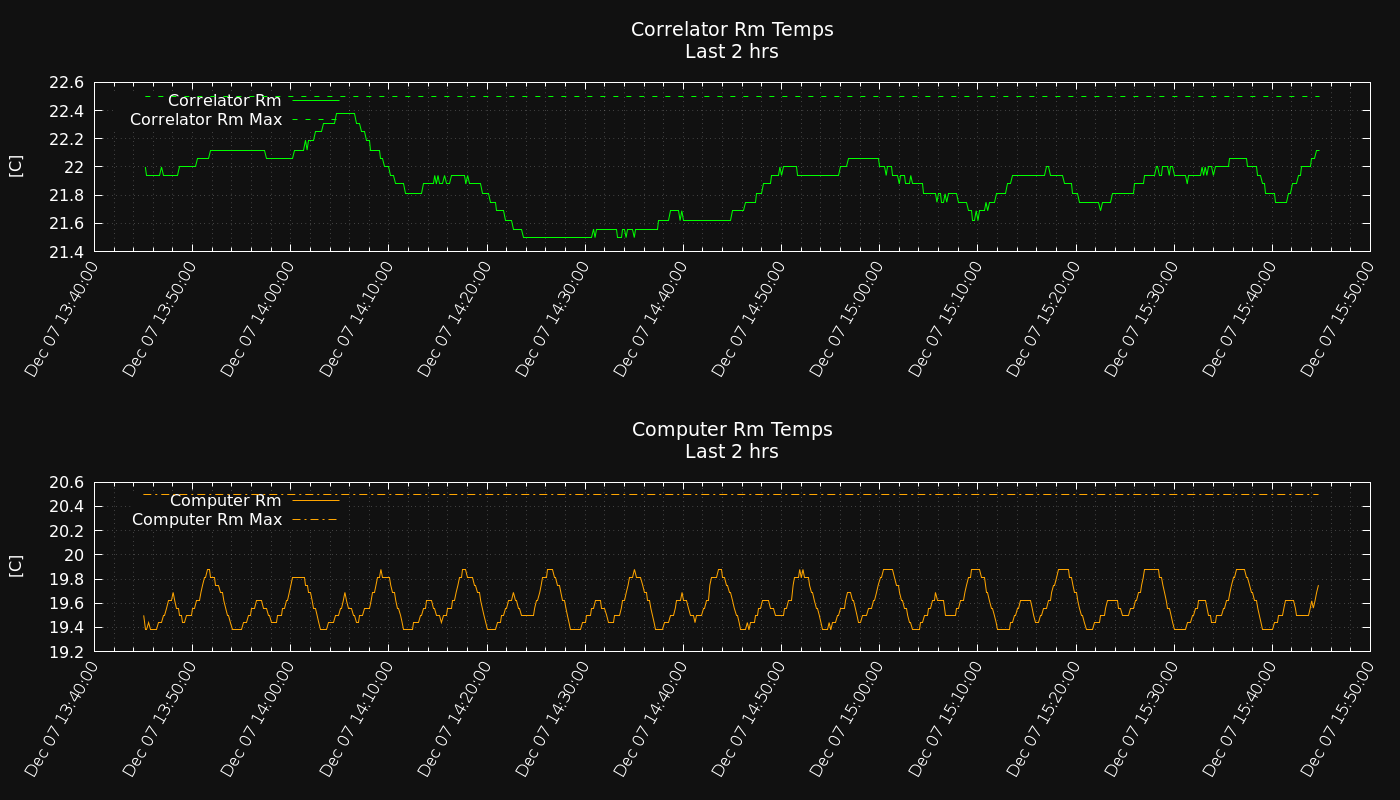 Correlator Rm Temps
Last 2 hrs
22.6
22.4
22.2
22
21.8
21.6
21.4
[C]
Correlator Rm
Correlator Rm Max
Dec 07 13:40:00
Dec 07 13:50:00
Dec 07 14:00:00
Dec 07 14:10:00
Dec 07 14:20:00
Dec 07 14:30:00
Dec 07 14:40:00
Dec 07 14:50:00
Dec 07 15:00:00
Dec 07 15:10:00
Dec 07 15:20:00
Dec 07 15:30:00
Dec 07 15:40:00
Dec 07 15:50:00
Computer Rm Temps
Last 2 hrs
20.6
20.4
20.2
20
19.8
19.6
19.4
19.2
[C]
Computer Rm
Computer Rm Max
Dec 07 13:40:00
Dec 07 13:50:00
Dec 07 14:00:00
Dec 07 14:10:00
Dec 07 14:20:00
Dec 07 14:30:00
Dec 07 14:40:00
Dec 07 14:50:00
Dec 07 15:00:00
Dec 07 15:10:00
Dec 07 15:20:00
Dec 07 15:30:00
Dec 07 15:40:00
Dec 07 15:50:00